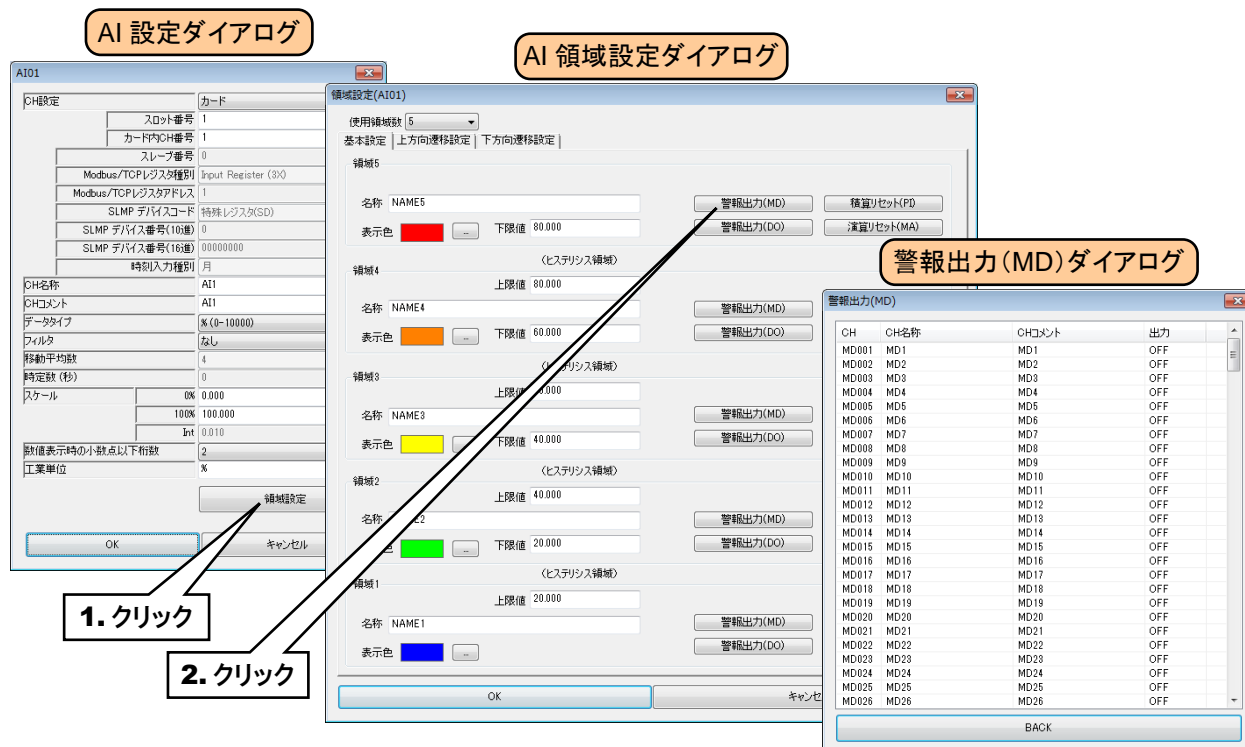 AI 設定ダイアログ
AI01
CH設定 カード
スロット番号 1
カード内CH番号 1
スレーブ番号 0
Modbus/TCPレジスタ種別 Input Register (3X)
Modbus/TCPレジスタアドレス 1
SLMP デバイスコード 特殊レジスタ(SD)
SLMP デバイス番号(10進) 0
SLMP デバイス番号(16進) 00000000
時刻入力種別 月
CH名称 AI1
CHコメント AI1
データタイプ % (0-10000)
フィルタ なし
移動平均数 4
時定数 (秒) 0
スケール 0% 0.000
100% 100.000
Int 0.010
数値表示時の小数点以下桁数 2
工業単位 %
領域設定
OK キャンセル
1. クリック
AI 領域設定ダイアログ
領域設定(AI01)
使用領域数 5
基本設定 上方向遷移設定 下方向遷移設定
領域5
名称 NAME5 警報出力(MD) 積算リセット(PI)
表示色 ... 下限値 80.000 警報出力(DO) 演算リセット(MA)
(ヒステリシス領域)
領域4
上限値 80.000
名称 NAME4 警報出力(MD)
表示色 ... 下限値 60.000 警報出力(DO)
(ヒステリシス領域)
領域3
上限値 0.000
名称 NAME3 警報出力(MD)
表示色 ... 下限値 40.000 警報出力(DO)
(ヒステリシス領域)
領域2
上限値 40.000
名称 E2 警報出力(MD)
色 ... 下限値 20.000 警報出力(DO)
(ヒステリシス領域)
領域1
上限値 20.000
名称 NAME1 警報出力(MD)
表示色 ... 警報出力(DO)
OK キャンセ
2. クリック
警報出力(MD)ダイアログ
警報出力(MD)
CH CH名称 CHコメント 出力
MD001 MD1 MD1 OFF
MD002 MD2 MD2 OFF
MD003 MD3 MD3 OFF
MD004 MD4 MD4 OFF
MD005 MD5 MD5 OFF
MD006 MD6 MD6 OFF
MD007 MD7 MD7 OFF
MD008 MD8 MD8 OFF
MD009 MD9 MD9 OFF
MD010 MD10 MD10 OFF
MD011 MD11 MD11 OFF
MD012 MD12 MD12 OFF
MD013 MD13 MD13 OFF
MD014 MD14 MD14 OFF
MD015 MD15 MD15 OFF
MD016 MD16 MD16 OFF
MD017 MD17 MD17 OFF
MD018 MD18 MD18 OFF
MD019 MD19 MD19 OFF
MD020 MD20 MD20 OFF
MD021 MD21 MD21 OFF
MD022 MD22 MD22 OFF
MD023 MD23 MD23 OFF
MD024 MD24 MD24 OFF
MD025 MD25 MD25 OFF
MD026 MD26 MD26 OFF
BACK